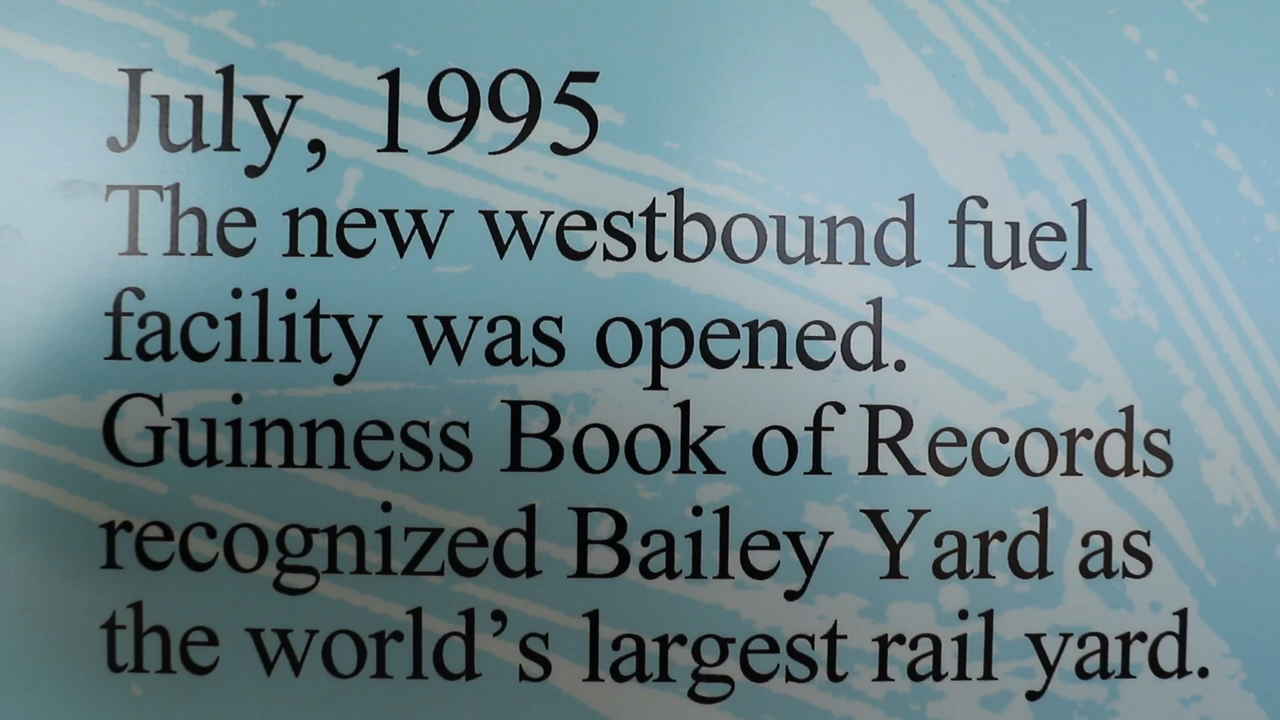 July, 1995
The new westbound fuel
facility was opened.
Guinness Book of Records
recognized Bailey Yard as
the world’s largest rail yard.